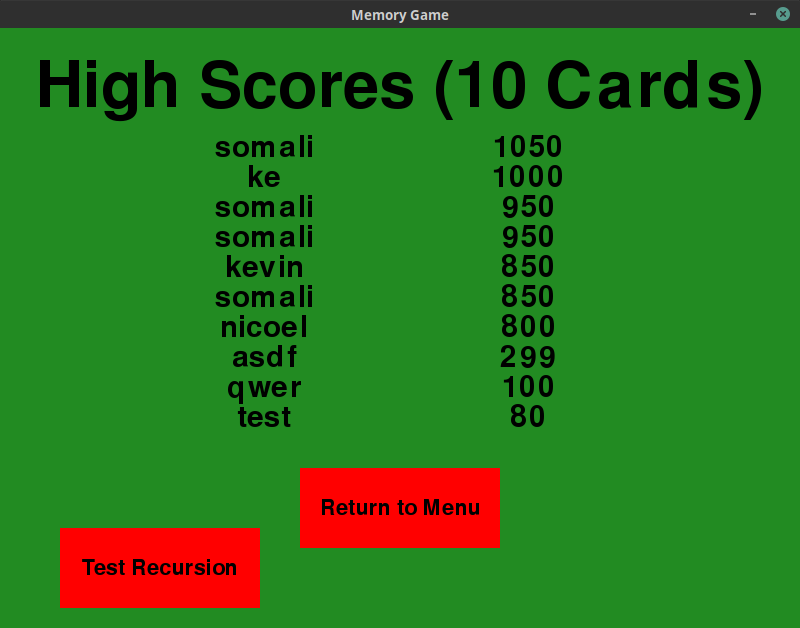 Memory Game
High Scores (10 Cards)
somali 1050
ke 1000
somali 950
somali 950
kevin 850
somali 850
nicoel 800
asdf 299
qwer 100
test 80
Return to Menu
Test Recursion